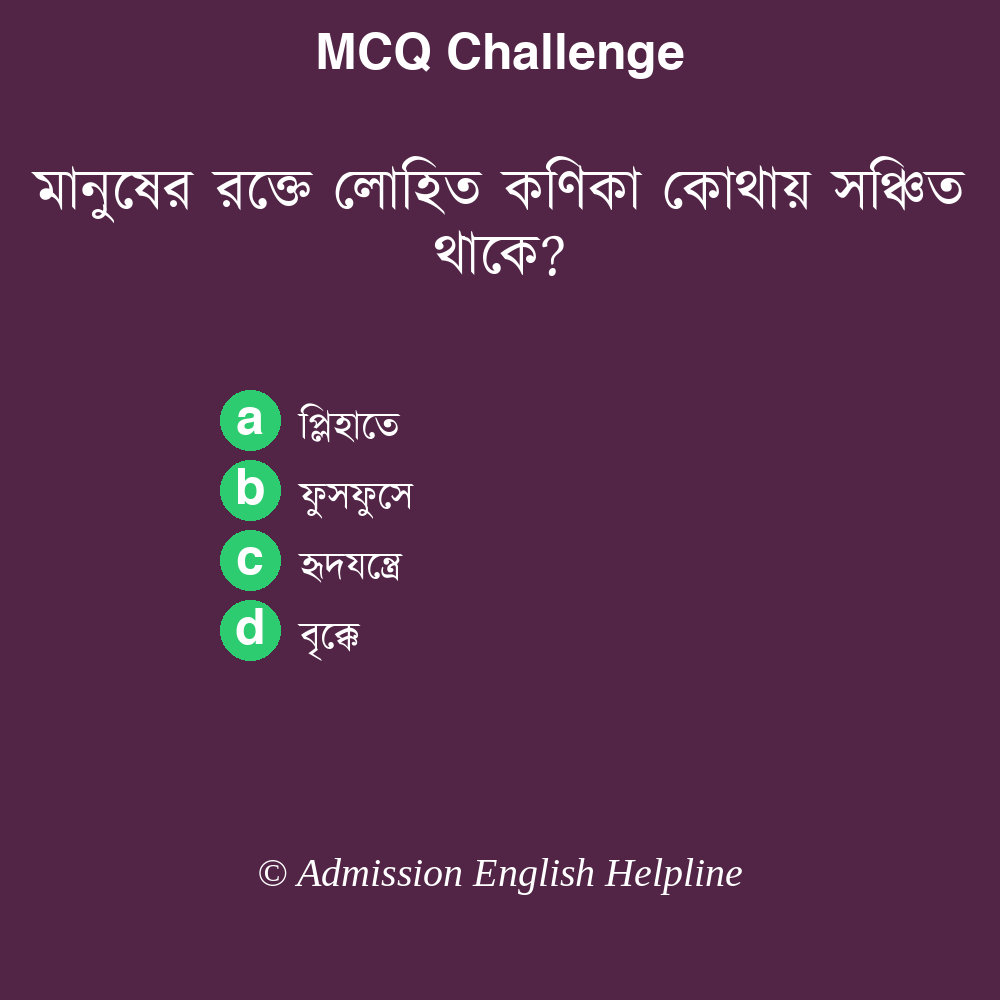 MCQ Challenge
মানুষের রক্তে লোহিত কণিকা কোথায় সঞ্চিত
থাকে?
a প্লিহাতে
b ফুসফুসে
c হৃদযন্ত্রে
d বৃক্কে
© Admission English Helpline